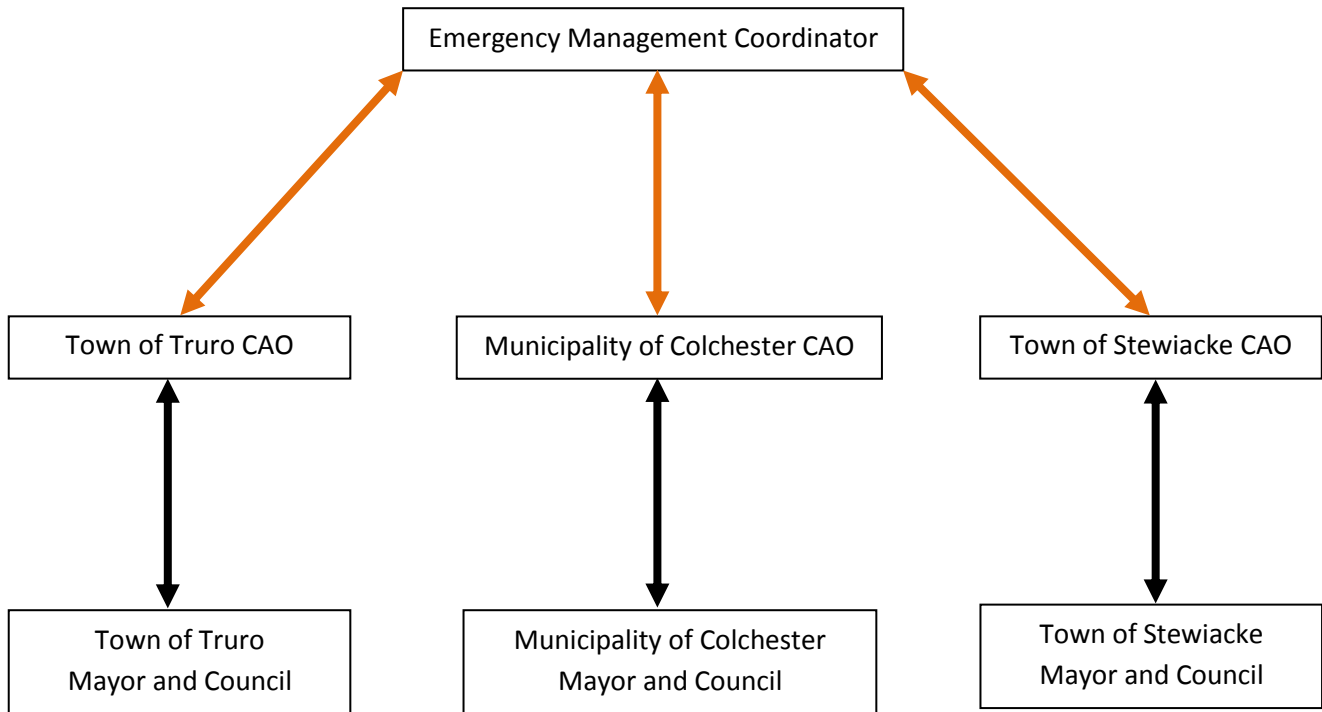 Emergency Management Coordinator
Town of Truro CAO
Municipality of Colchester CAO
Town of Stewiacke CAO
Town of Truro
Mayor and Council
Municipality of Colchester
Mayor and Council
Town of Stewiacke
Mayor and Council